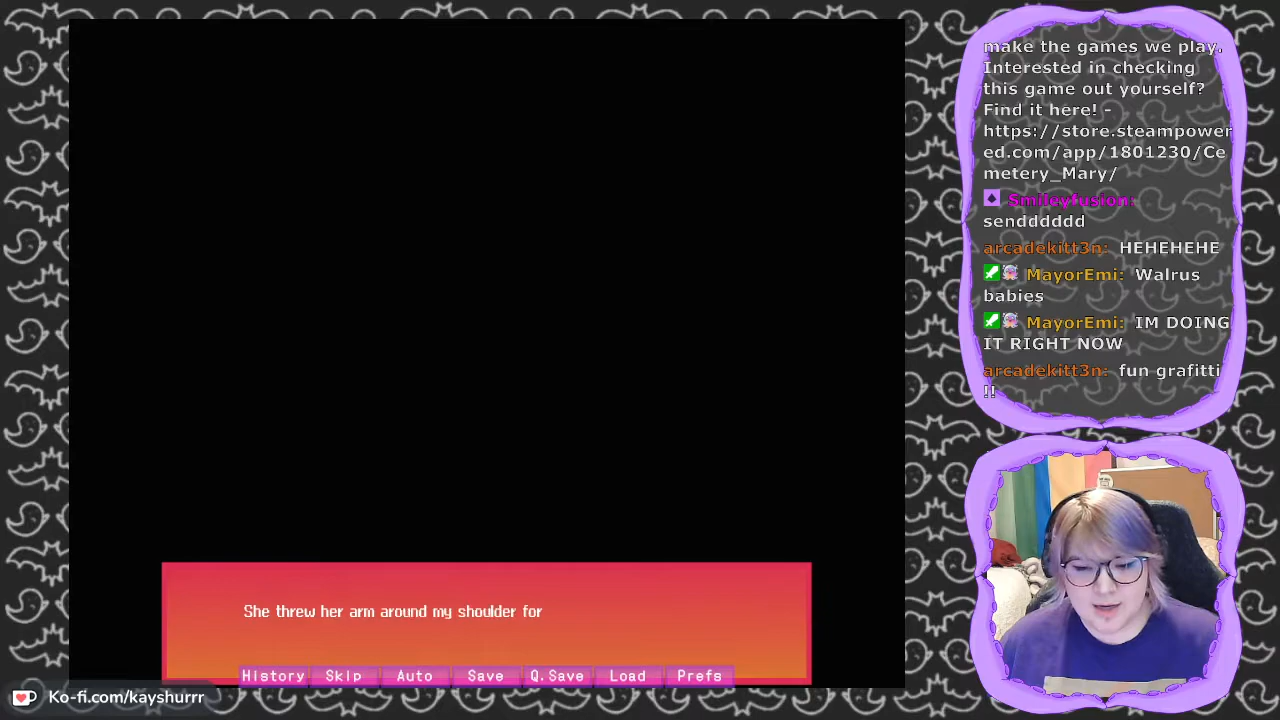 make the games we play.
Interested in checking
this game out yourself?
Find it here! -
https://store.steampower
ed.com/app/1801230/Ce
metery_Mary/
Smileyfusion:
sendddddd
arcadekitt3n: HEHEHEHE
MayorEmi: Walrus
babies
MayorEmi: IM DOING
IT RIGHT NOW
arcadekitt3n: fun grafitti
!!
She threw her arm around my shoulder for
History Skip Auto Save Q.Save Load Prefs
Ko-fi.com/kayshurrr